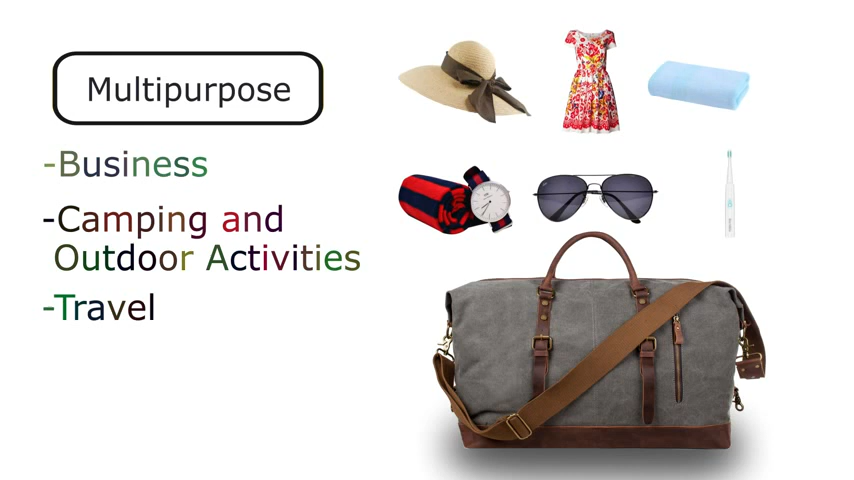 Multipurpose
-Business
-Camping and
Outdoor Activities
-Travel